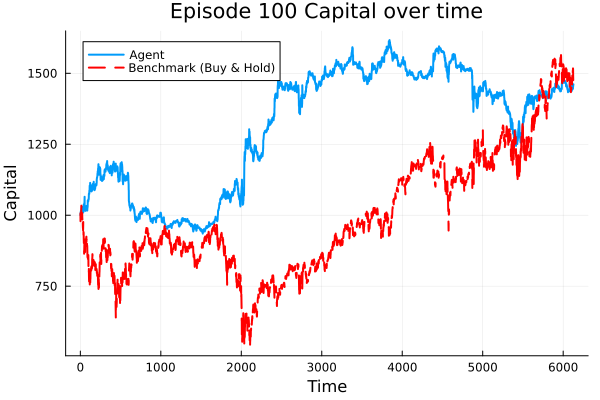 Episode 100 Capital over time
Agent
Benchmark (Buy & Hold)
Capital
1500
1250
1000
750
0
1000
2000
3000
4000
5000
6000
Time